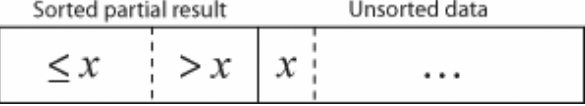 Sorted partial result Unsorted data
≤ x > x x ...